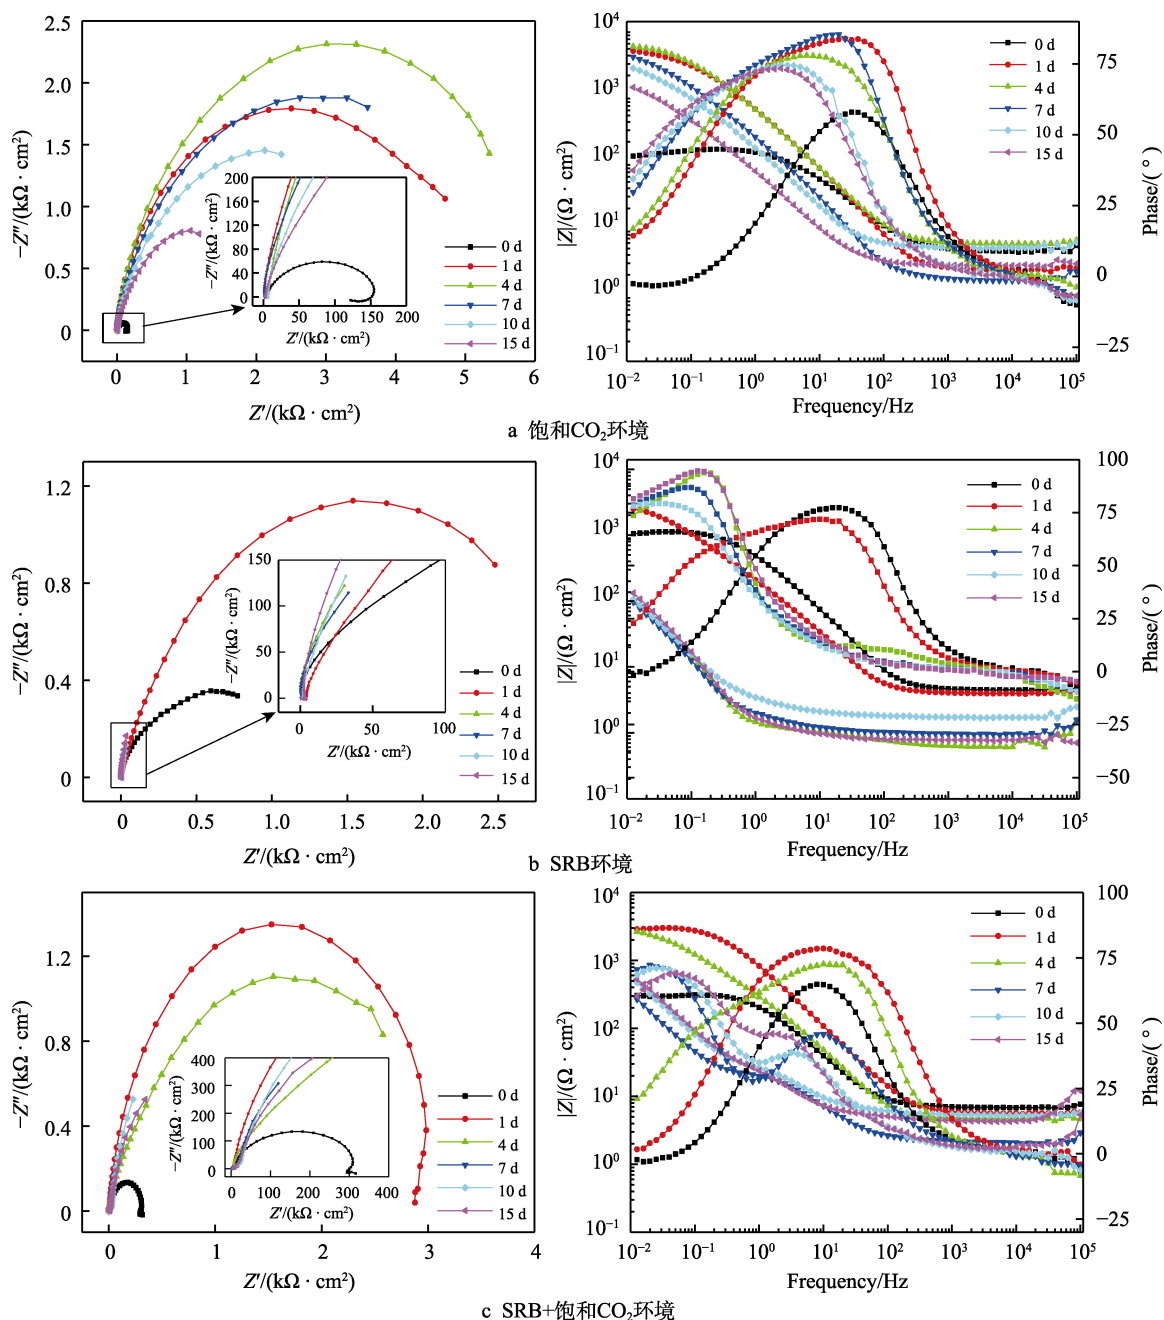 2.5
2.0
1.5
1.0
0.5
0
−Z″/(kΩ · cm²)
0 1 2 3 4 5 6
Z′/(kΩ · cm²)
200
160
120
80
40
0
−Z″/(kΩ · cm²)
0 50 100 150 200
Z′/(kΩ · cm²)
0 d
1 d
4 d
7 d
10 d
15 d
10⁴
10³
10²
10¹
10⁰
10⁻¹
|Z|/(Ω · cm²)
10⁻² 10⁻¹ 10⁰ 10¹ 10² 10³ 10⁴ 10⁵
Frequency/Hz
75
50
25
0
−25
Phase/(°)
0 d
1 d
4 d
7 d
10 d
15 d
a 饱和CO₂环境
1.2
0.8
0.4
0
−Z″/(kΩ · cm²)
0 0.5 1.0 1.5 2.0 2.5
Z′/(kΩ · cm²)
150
100
50
0
−Z″/(kΩ · cm²)
0 50 100
Z′/(kΩ · cm²)
0 d
1 d
4 d
7 d
10 d
15 d
10⁴
10³
10²
10¹
10⁰
10⁻¹
|Z|/(Ω · cm²)
10⁻² 10⁻¹ 10⁰ 10¹ 10² 10³ 10⁴ 10⁵
Frequency/Hz
100
75
50
25
0
−25
−50
Phase/(°)
0 d
1 d
4 d
7 d
10 d
15 d
b SRB环境
1.2
0.8
0.4
0
−Z″/(kΩ · cm²)
0 1 2 3 4
Z′/(kΩ · cm²)
400
300
200
100
0
−Z″/(kΩ · cm²)
0 100 200 300 400
Z′/(kΩ · cm²)
0 d
1 d
4 d
7 d
10 d
15 d
10⁴
10³
10²
10¹
10⁰
10⁻¹
|Z|/(Ω · cm²)
10⁻² 10⁻¹ 10⁰ 10¹ 10² 10³ 10⁴ 10⁵
Frequency/Hz
100
75
50
25
0
−25
Phase/(°)
0 d
1 d
4 d
7 d
10 d
15 d
c SRB+饱和CO₂环境